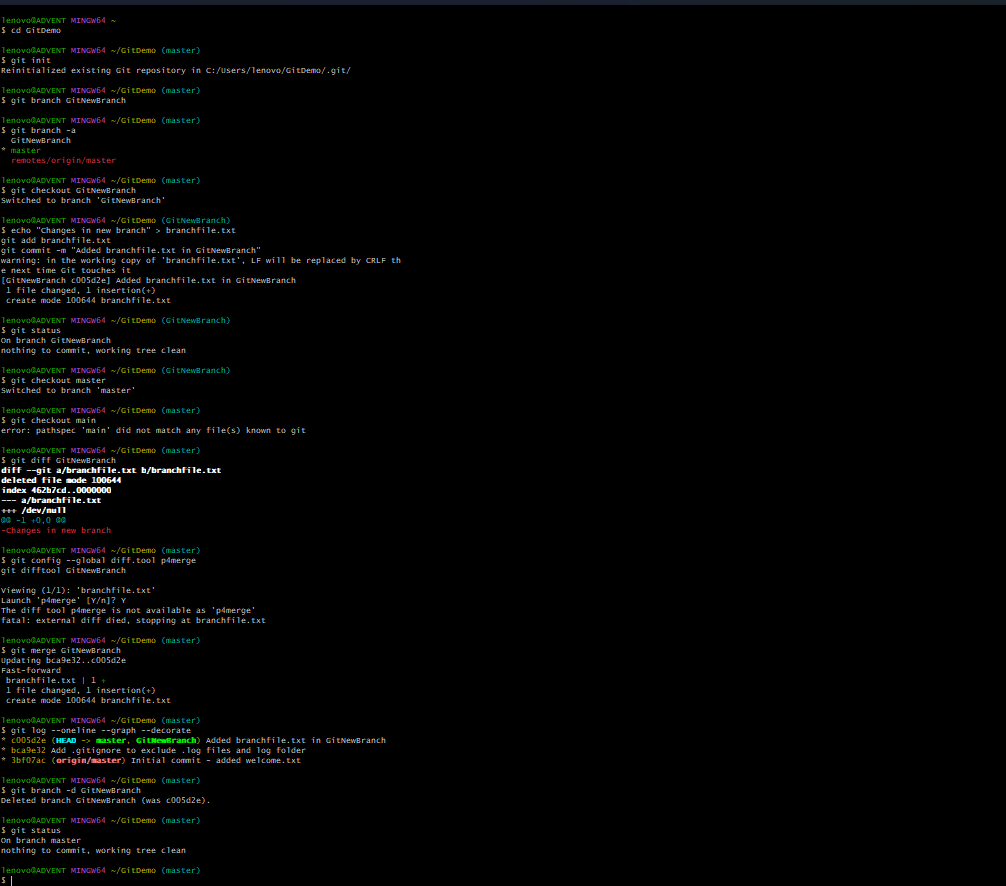 lenovo@ADVENT MINGW64 ~
$ cd GitDemo
lenovo@ADVENT MINGW64 ~/GitDemo (master)
$ git init
Reinitialized existing Git repository in C:/Users/lenovo/GitDemo/.git/
lenovo@ADVENT MINGW64 ~/GitDemo (master)
$ git branch GitNewBranch
lenovo@ADVENT MINGW64 ~/GitDemo (master)
$ git branch -a
  GitNewBranch
* master
  remotes/origin/master
lenovo@ADVENT MINGW64 ~/GitDemo (master)
$ git checkout GitNewBranch
Switched to branch 'GitNewBranch'
lenovo@ADVENT MINGW64 ~/GitDemo (GitNewBranch)
$ echo "Changes in new branch" > branchfile.txt
git add branchfile.txt
git commit -m "Added branchfile.txt in GitNewBranch"
warning: in the working copy of 'branchfile.txt', LF will be replaced by CRLF th
e next time Git touches it
[GitNewBranch c005d2e] Added branchfile.txt in GitNewBranch
 1 file changed, 1 insertion(+)
 create mode 100644 branchfile.txt
lenovo@ADVENT MINGW64 ~/GitDemo (GitNewBranch)
$ git status
On branch GitNewBranch
nothing to commit, working tree clean
lenovo@ADVENT MINGW64 ~/GitDemo (GitNewBranch)
$ git checkout master
Switched to branch 'master'
lenovo@ADVENT MINGW64 ~/GitDemo (master)
$ git checkout main
error: pathspec 'main' did not match any file(s) known to git
lenovo@ADVENT MINGW64 ~/GitDemo (master)
$ git diff GitNewBranch
diff --git a/branchfile.txt b/branchfile.txt
deleted file mode 100644
index 462b7cd..0000000
--- a/branchfile.txt
+++ /dev/null
@@ -1 +0,0 @@
-Changes in new branch
lenovo@ADVENT MINGW64 ~/GitDemo (master)
$ git config --global diff.tool p4merge
git difftool GitNewBranch
Viewing (1/1): 'branchfile.txt'
Launch 'p4merge' [Y/n]? Y
The diff tool p4merge is not available as 'p4merge'
fatal: external diff died, stopping at branchfile.txt
lenovo@ADVENT MINGW64 ~/GitDemo (master)
$ git merge GitNewBranch
Updating bca9e32..c005d2e
Fast-forward
 branchfile.txt | 1 +
 1 file changed, 1 insertion(+)
 create mode 100644 branchfile.txt
lenovo@ADVENT MINGW64 ~/GitDemo (master)
$ git log --oneline --graph --decorate
* c005d2e (HEAD -> master, GitNewBranch) Added branchfile.txt in GitNewBranch
* bca9e32 Add .gitignore to exclude .log files and log folder
* 3bf07ac (origin/master) Initial commit - added welcome.txt
lenovo@ADVENT MINGW64 ~/GitDemo (master)
$ git branch -d GitNewBranch
Deleted branch GitNewBranch (was c005d2e).
lenovo@ADVENT MINGW64 ~/GitDemo (master)
$ git status
On branch master
nothing to commit, working tree clean
lenovo@ADVENT MINGW64 ~/GitDemo (master)
$